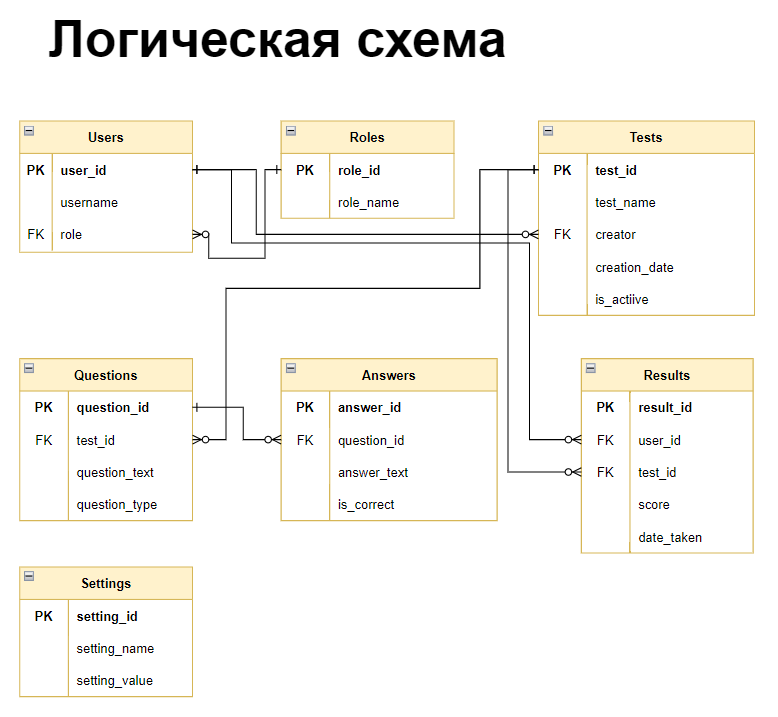 Логическая схема
Users
PK user_id
username
FK role
Roles
PK role_id
role_name
Tests
PK test_id
test_name
FK creator
creation_date
is_actiive
Questions
PK question_id
FK test_id
question_text
question_type
Answers
PK answer_id
FK question_id
answer_text
is_correct
Results
PK result_id
FK user_id
FK test_id
score
date_taken
Settings
PK setting_id
setting_name
setting_value